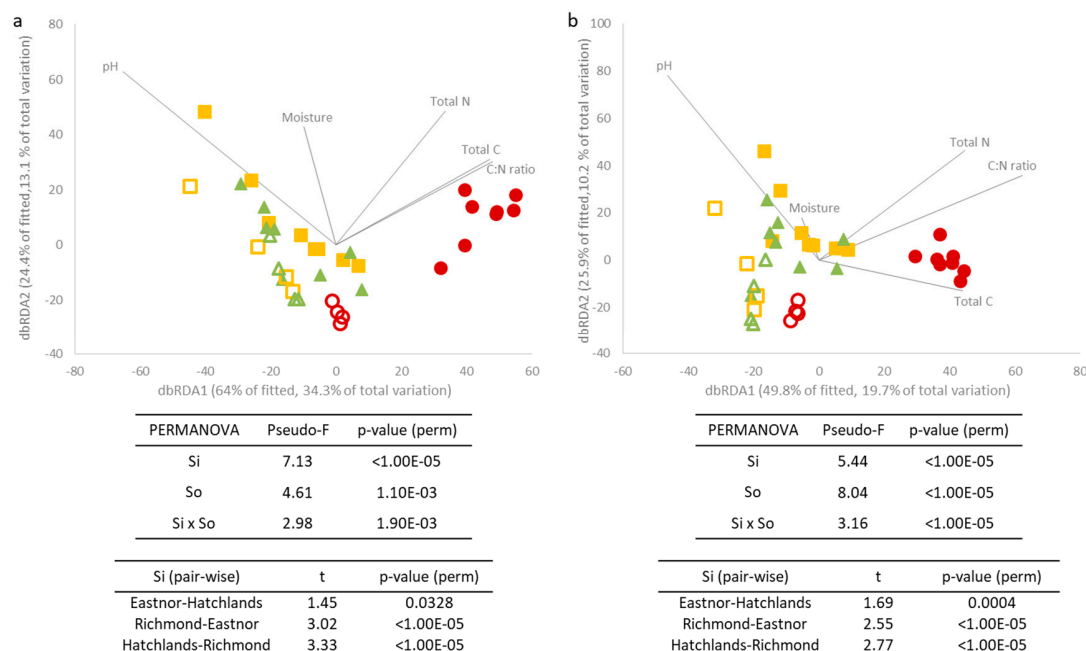 a
80
60
40
20
0
-20
-40
-80
-60
-40
-20
0
20
40
60
dbRDA2 (24.4% of fitted,13.1 % of total variation)
dbRDA1 (64% of fitted, 34.3% of total variation)
pH
Moisture
Total N
Total C
C:N ratio
PERMANOVA Pseudo-F p-value (perm)
Si 7.13 <1.00E-05
So 4.61 1.10E-03
Si x So 2.98 1.90E-03
Si (pair-wise) t p-value (perm)
Eastnor-Hatchlands 1.45 0.0328
Richmond-Eastnor 3.02 <1.00E-05
Hatchlands-Richmond 3.33 <1.00E-05
b
100
80
60
40
20
0
-20
-40
-60
-40
-20
0
20
40
60
80
dbRDA2 (25.9% of fitted,10.2 % of total variation)
dbRDA1 (49.8% of fitted, 19.7% of total variation)
pH
Moisture
Total N
C:N ratio
Total C
PERMANOVA Pseudo-F p-value (perm)
Si 5.44 <1.00E-05
So 8.04 <1.00E-05
Si x So 3.16 <1.00E-05
Si (pair-wise) t p-value (perm)
Eastnor-Hatchlands 1.69 0.0004
Richmond-Eastnor 2.55 <1.00E-05
Hatchlands-Richmond 2.77 <1.00E-05